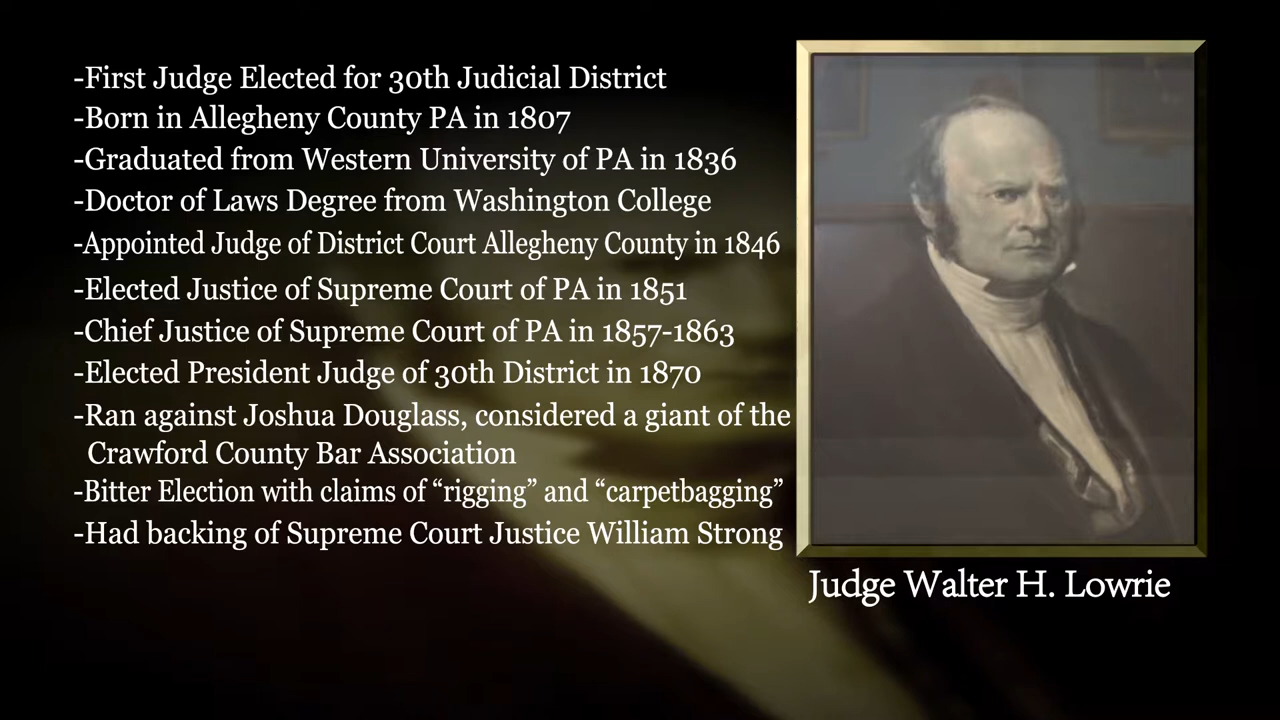 -First Judge Elected for 30th Judicial District
-Born in Allegheny County PA in 1807
-Graduated from Western University of PA in 1836
-Doctor of Laws Degree from Washington College
-Appointed Judge of District Court Allegheny County in 1846
-Elected Justice of Supreme Court of PA in 1851
-Chief Justice of Supreme Court of PA in 1857-1863
-Elected President Judge of 30th District in 1870
-Ran against Joshua Douglass, considered a giant of the
Crawford County Bar Association
-Bitter Election with claims of “rigging” and “carpetbagging”
-Had backing of Supreme Court Justice William Strong
Judge Walter H. Lowrie